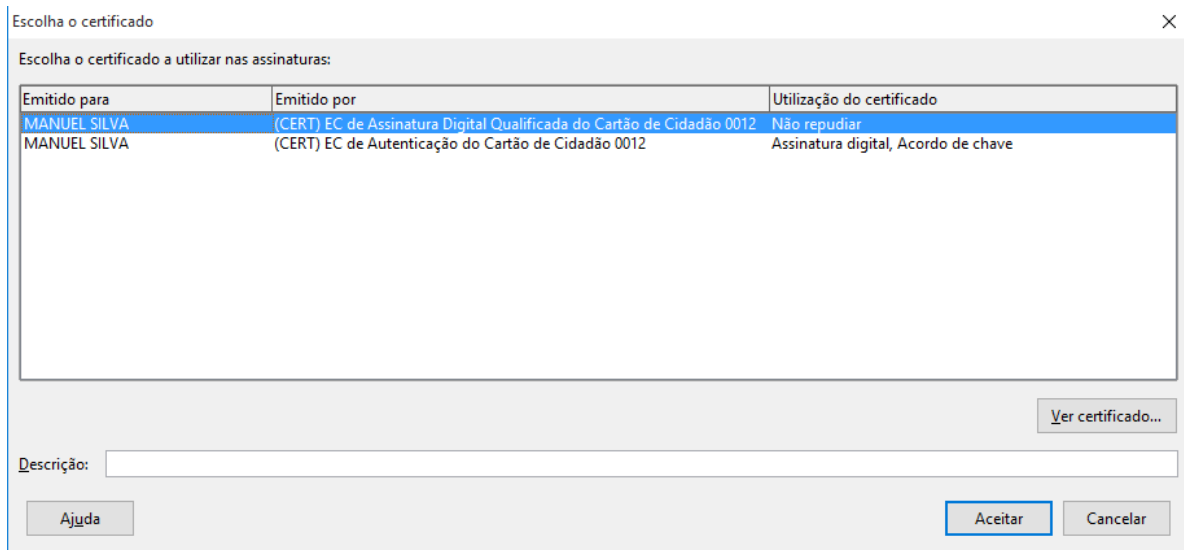 Escolha o certificado
Escolha o certificado a utilizar nas assinaturas:
Emitido para Emitido por Utilização do certificado
MANUEL SILVA (CERT) EC de Assinatura Digital Qualificada do Cartão de Cidadão 0012 Não repudiar
MANUEL SILVA (CERT) EC de Autenticação do Cartão de Cidadão 0012 Assinatura digital, Acordo de chave
Ver certificado...
Descrição:
Ajuda Aceitar Cancelar